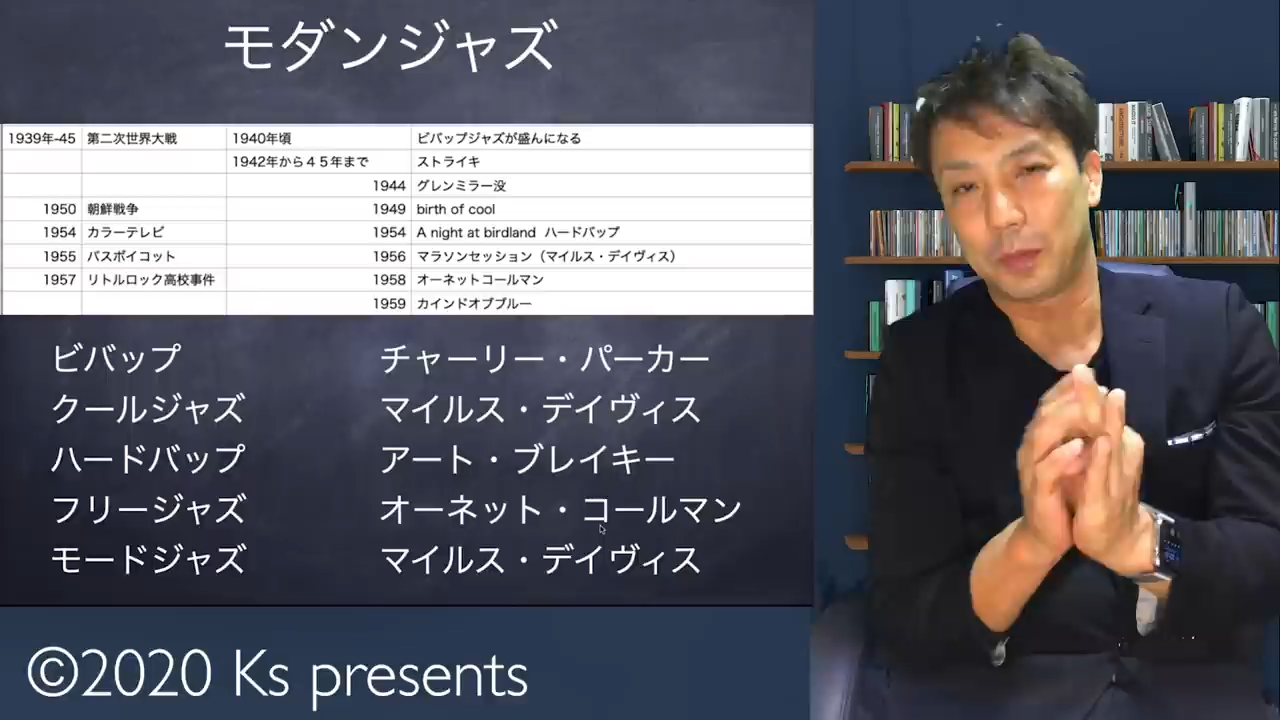 モダンジャズ
1939年-45 第二次世界大戦 1940年頃 ビバップジャズが盛んになる
1942年から４５年まで ストライキ
1944 グレンミラー没
1950 朝鮮戦争 1949 birth of cool
1954 カラーテレビ 1954 A night at birdland ハードバップ
1955 バスボイコット 1956 マラソンセッション（マイルス・デイヴィス）
1957 リトルロック高校事件 1958 オーネットコールマン
1959 カインドオブブルー
ビバップ チャーリー・パーカー
クールジャズ マイルス・デイヴィス
ハードバップ アート・ブレイキー
フリージャズ オーネット・コールマン
モードジャズ マイルス・デイヴィス
©2020 Ks presents